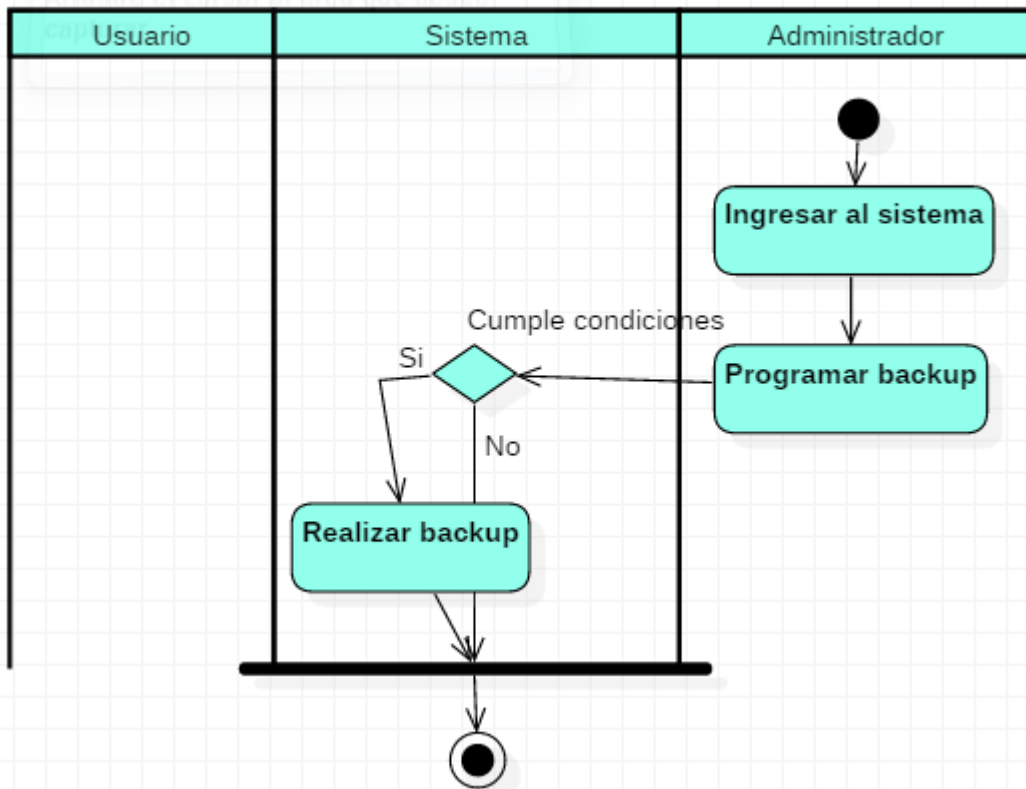 Usuario
Sistema
Administrador
Ingresar al sistema
Cumple condiciones
Si
Programar backup
No
Realizar backup